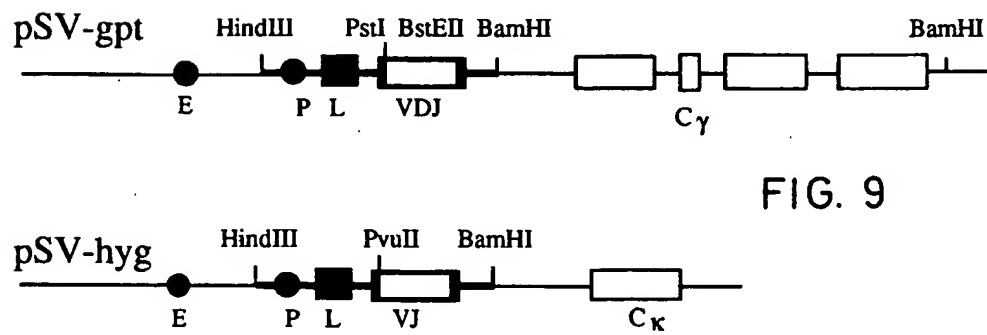 pSV-gpt
HindIII PstI BstEII BamHI BamHI
E P L VDJ Cγ
FIG. 9
pSV-hyg
HindIII PvuII BamHI
E P L VJ Cκ